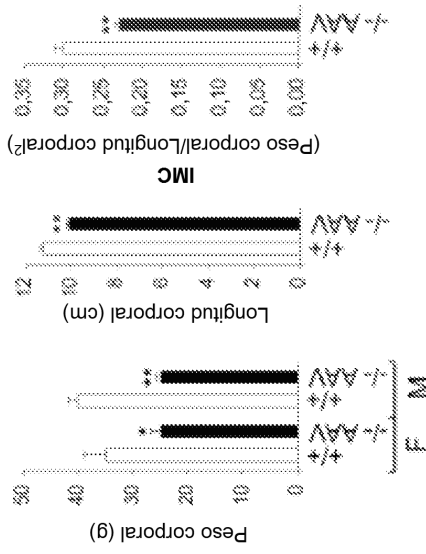 Peso corporal (g)
50
40
30
20
10
0
*
**
+/+
-/- AAV
+/+
-/- AAV
F
M
Longitud corporal (cm)
12
10
8
6
4
2
0
**
+/+
-/- AAV
IMC
(Peso corporal/Longitud corporal²)
0,35
0,30
0,25
0,20
0,15
0,10
0,05
0,00
**
+/+
-/- AAV